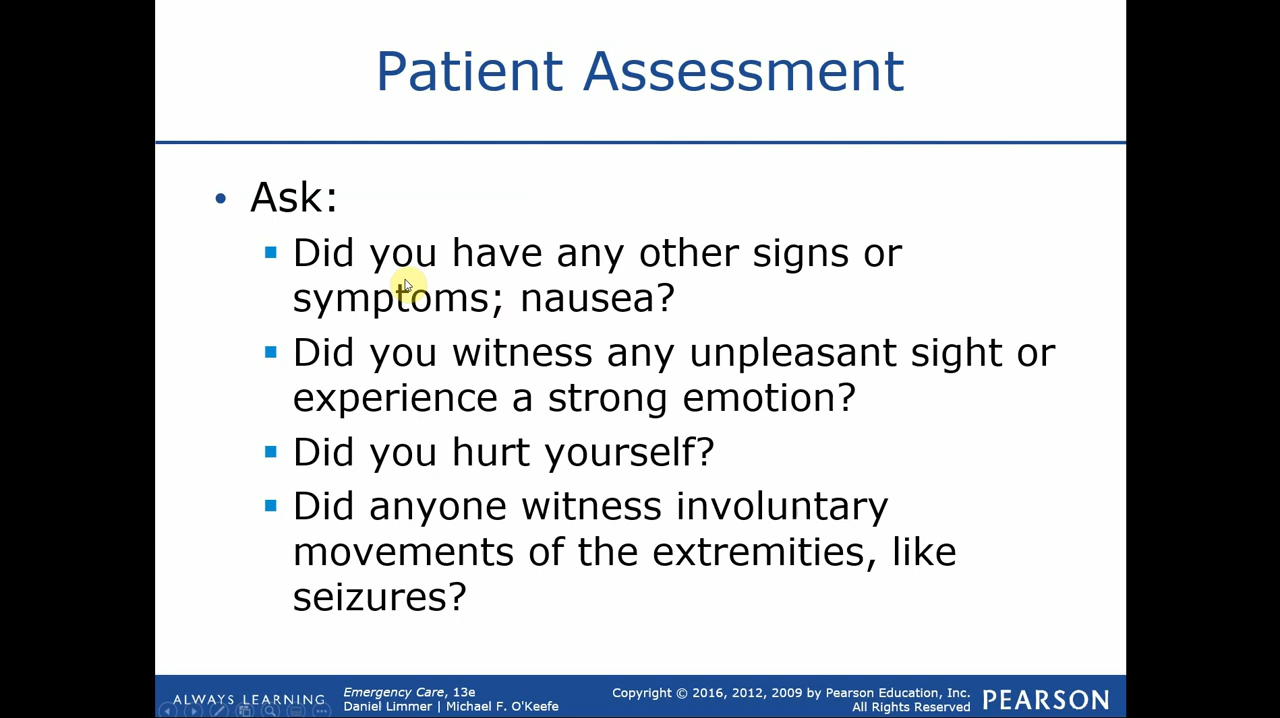 Patient Assessment
• Ask:
▪ Did you have any other signs or
symptoms; nausea?
▪ Did you witness any unpleasant sight or
experience a strong emotion?
▪ Did you hurt yourself?
▪ Did anyone witness involuntary
movements of the extremities, like
seizures?
ALWAYS LEARNING
Emergency Care, 13e
Daniel Limmer | Michael F. O'Keefe
Copyright © 2016, 2012, 2009 by Pearson Education, Inc.
All Rights Reserved
PEARSON